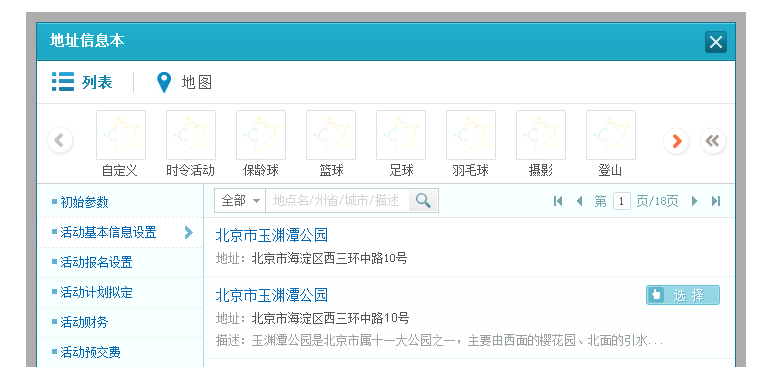 地址信息本
列表 地图
自定义 时令活动 保龄球 篮球 足球 羽毛球 摄影 登山
初始参数
活动基本信息设置
活动报名设置
活动计划拟定
活动财务
活动预交费
全部 地点名/州省/城市/描述 第 1 页/18页
北京市玉渊潭公园
地址: 北京市海淀区西三环中路10号
北京市玉渊潭公园 选择
地址: 北京市海淀区西三环中路10号
描述: 玉渊潭公园是北京市属十一大公园之一，主要由西面的樱花园、北面的引水...